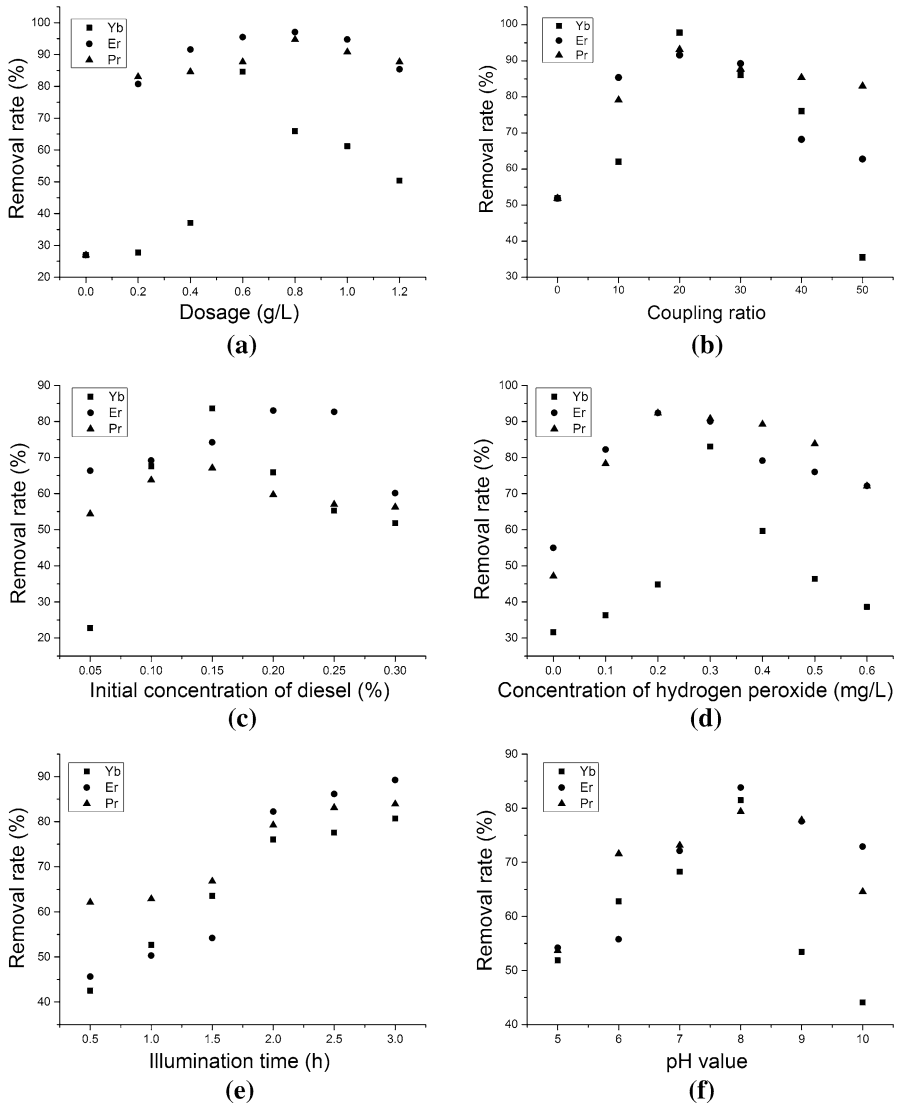 Yb
Er
Pr
Removal rate (%)
100
90
80
70
60
50
40
30
20
0.0 0.2 0.4 0.6 0.8 1.0 1.2
Dosage (g/L)
(a)
Yb
Er
Pr
Removal rate (%)
100
90
80
70
60
50
40
30
0 10 20 30 40 50
Coupling ratio
(b)
Yb
Er
Pr
Removal rate (%)
90
80
70
60
50
40
30
20
0.05 0.10 0.15 0.20 0.25 0.30
Initial concentration of diesel (%)
(c)
Yb
Er
Pr
Removal rate (%)
100
90
80
70
60
50
40
30
0.0 0.1 0.2 0.3 0.4 0.5 0.6
Concentration of hydrogen peroxide (mg/L)
(d)
Yb
Er
Pr
Removal rate (%)
90
80
70
60
50
40
0.5 1.0 1.5 2.0 2.5 3.0
Illumination time (h)
(e)
Yb
Er
Pr
Removal rate (%)
90
80
70
60
50
40
5 6 7 8 9 10
pH value
(f)